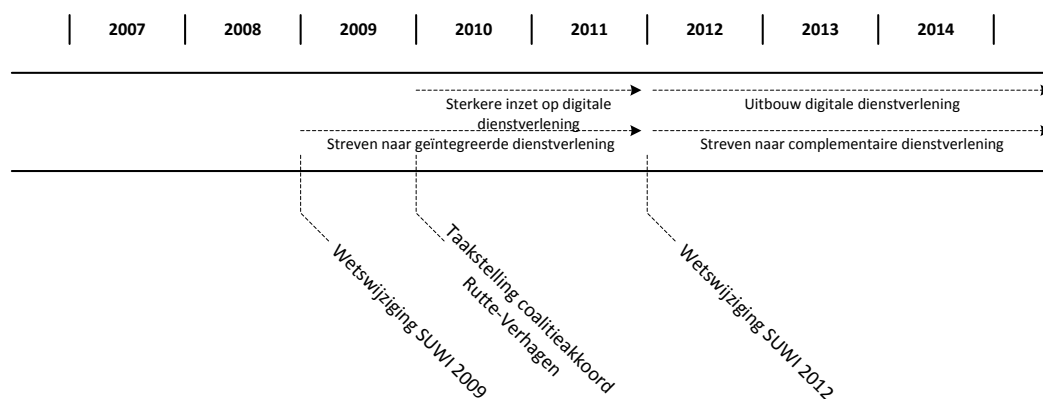 2007 2008 2009 2010 2011 2012 2013 2014
Sterkere inzet op digitale
dienstverlening
Uitbouw digitale dienstverlening
Streven naar geïntegreerde dienstverlening
Streven naar complementaire dienstverlening
Wetswijziging SUWI 2009
Taakstelling coalitieakkoord
Rutte-Verhagen
Wetswijziging SUWI 2012